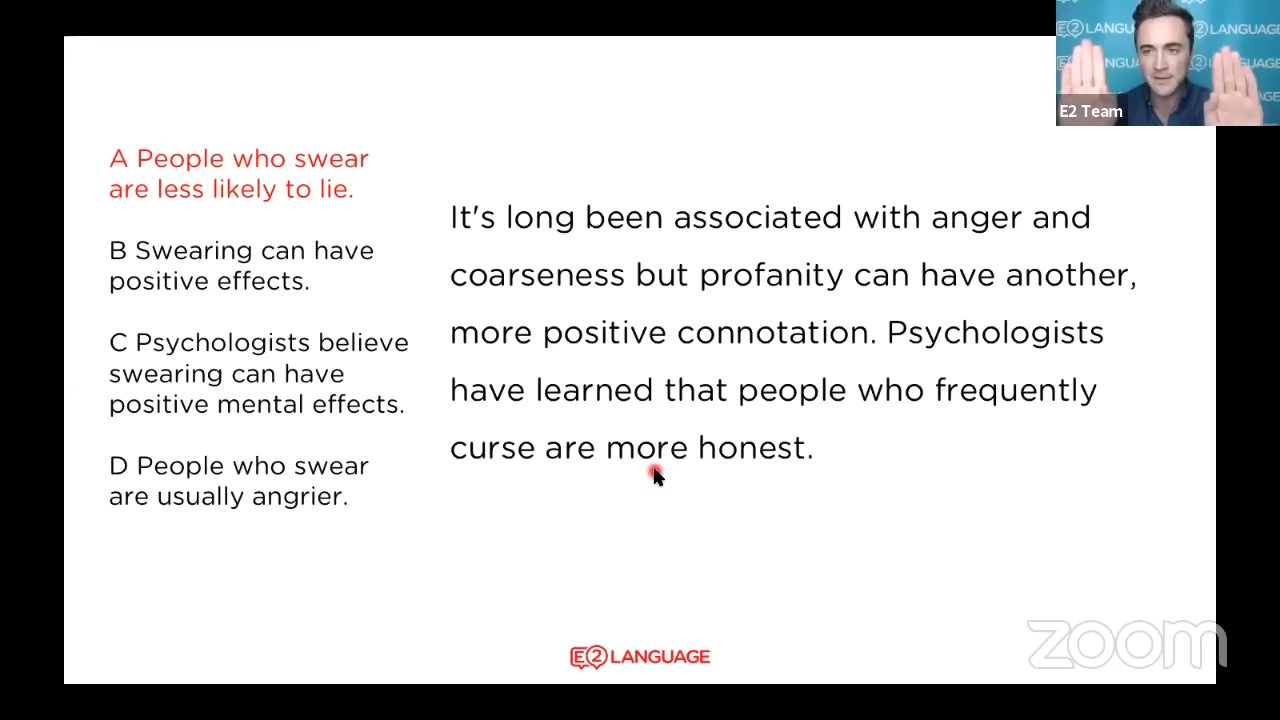 A People who swear
are less likely to lie.
B Swearing can have
positive effects.
C Psychologists believe
swearing can have
positive mental effects.
D People who swear
are usually angrier.
It's long been associated with anger and
coarseness but profanity can have another,
more positive connotation. Psychologists
have learned that people who frequently
curse are more honest.
E2 Team
E2 LANGUAGE
zoom